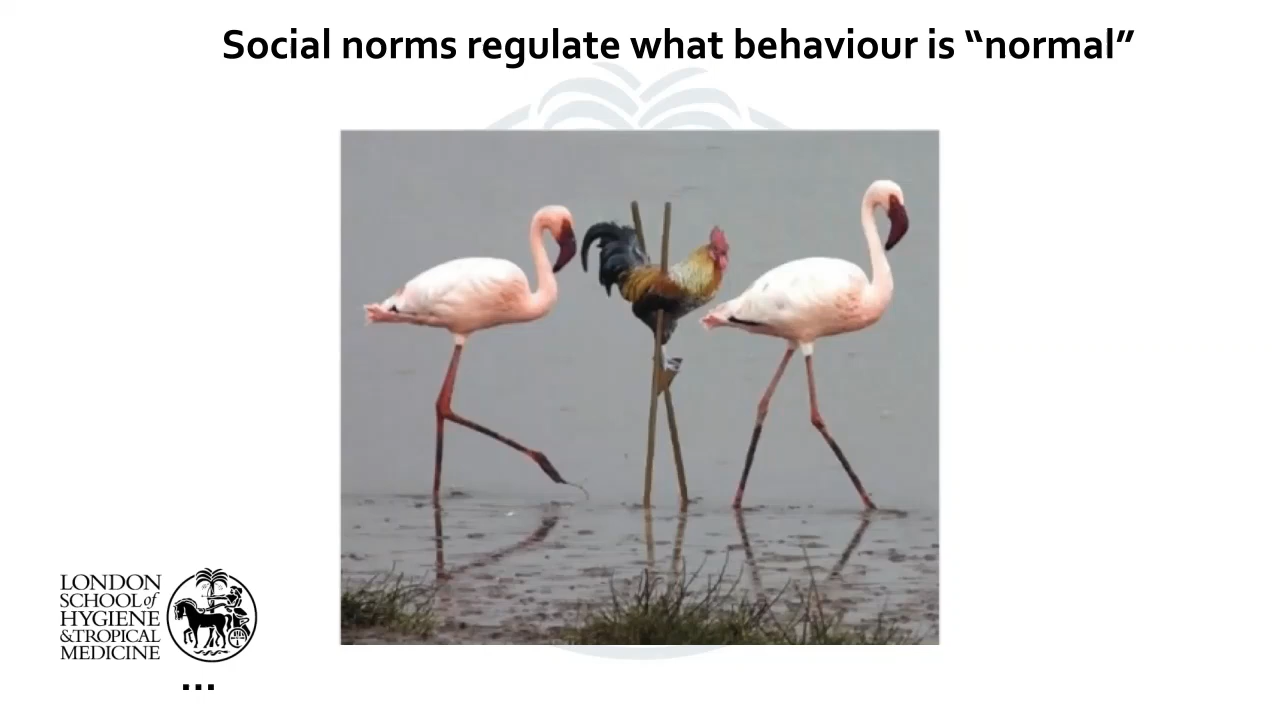 Social norms regulate what behaviour is “normal”
LONDON
SCHOOL of
HYGIENE
&TROPICAL
MEDICINE
...